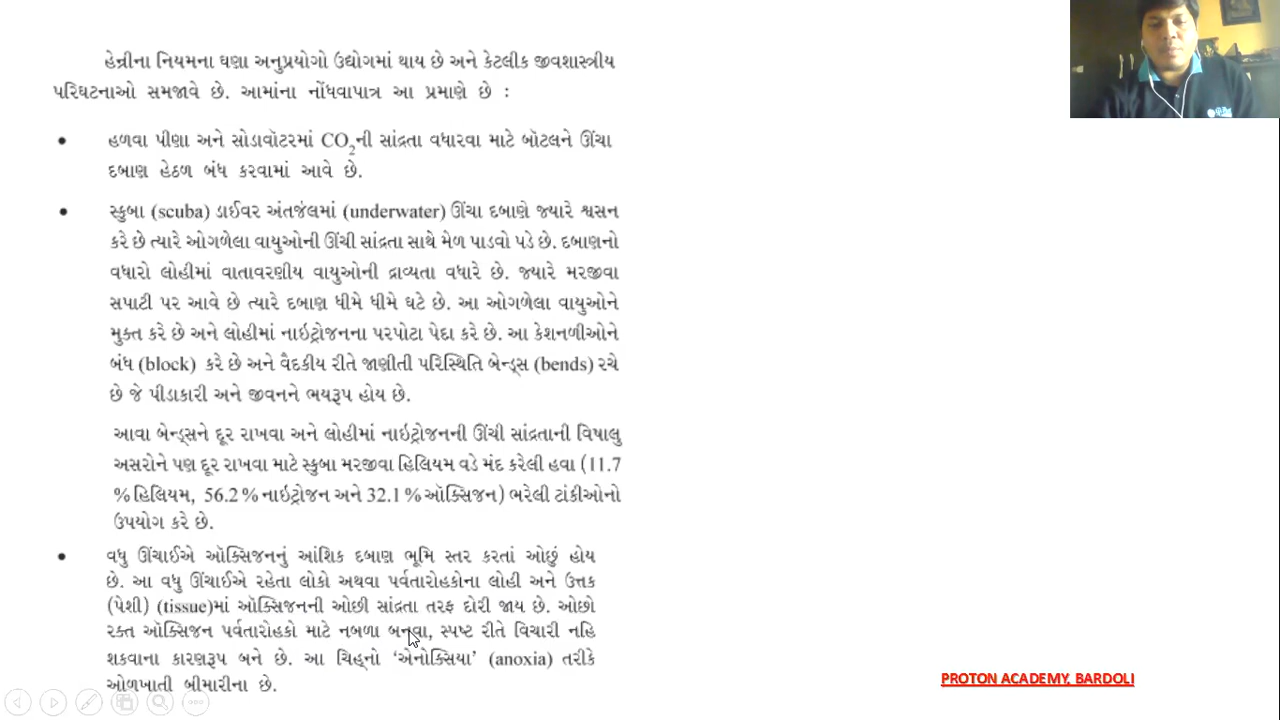 હેન્રીના નિયમના ઘણા અનુપ્રયોગો ઉદ્યોગમાં થાય છે અને કેટલીક જીવશાસ્ત્રીય
પરિઘટનાઓ સમજાવે છે. આમાંના નોંધવાપાત્ર આ પ્રમાણે છે :
• હળવા પીણા અને સોડાવૉટરમાં CO₂ની સાંદ્રતા વધારવા માટે બૉટલને ઊંચા
દબાણ હેઠળ બંધ કરવામાં આવે છે.
• સ્કુબા (scuba) ડાઈવર અંતર્જલમાં (underwater) ઊંચા દબાણે જ્યારે શ્વસન
કરે છે ત્યારે ઓગળેલા વાયુઓની ઊંચી સાંદ્રતા સાથે મેળ પાડવો પડે છે. દબાણનો
વધારો લોહીમાં વાતાવરણીય વાયુઓની દ્રાવ્યતા વધારે છે. જ્યારે મરજીવા
સપાટી પર આવે છે ત્યારે દબાણ ધીમે ધીમે ઘટે છે. આ ઓગળેલા વાયુઓને
મુક્ત કરે છે અને લોહીમાં નાઇટ્રોજનના પરપોટા પેદા કરે છે. આ કેશનળીઓને
બંધ (block) કરે છે અને વૈદકીય રીતે જાણીતી પરિસ્થિતિ બેન્ડ્સ (bends) રચે
છે જે પીડાકારી અને જીવનને ભયરૂપ હોય છે.
આવા બેન્ડ્સને દૂર રાખવા અને લોહીમાં નાઇટ્રોજનની ઊંચી સાંદ્રતાની વિષાલુ
અસરોને પણ દૂર રાખવા માટે સ્કુબા મરજીવા હિલિયમ વડે મંદ કરેલી હવા (11.7
% હિલિયમ, 56.2 % નાઇટ્રોજન અને 32.1 % ઑક્સિજન) ભરેલી ટાંકીઓનો
ઉપયોગ કરે છે.
• વધુ ઊંચાઈએ ઑક્સિજનનું આંશિક દબાણ ભૂમિ સ્તર કરતાં ઓછું હોય
છે. આ વધુ ઊંચાઈએ રહેતા લોકો અથવા પર્વતારોહકોના લોહી અને ઉત્તક
(પેશી) (tissue)માં ઑક્સિજનની ઓછી સાંદ્રતા તરફ દોરી જાય છે. ઓછો
રક્ત ઑક્સિજન પર્વતારોહકો માટે નબળા બનવા, સ્પષ્ટ રીતે વિચારી નહિ
શકવાના કારણરૂપ બને છે. આ ચિહ્નો ‘એનોક્સિયા’ (anoxia) તરીકે
ઓળખાતી બીમારીના છે.
PROTON ACADEMY, BARDOLI